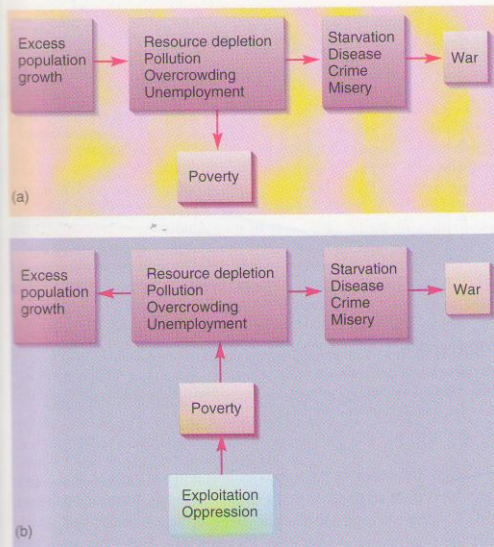 Excess
population
growth
Resource depletion
Pollution
Overcrowding
Unemployment
Starvation
Disease
Crime
Misery
War
Poverty
(a)
Excess
population
growth
Resource depletion
Pollution
Overcrowding
Unemployment
Starvation
Disease
Crime
Misery
War
Poverty
Exploitation
Oppression
(b)